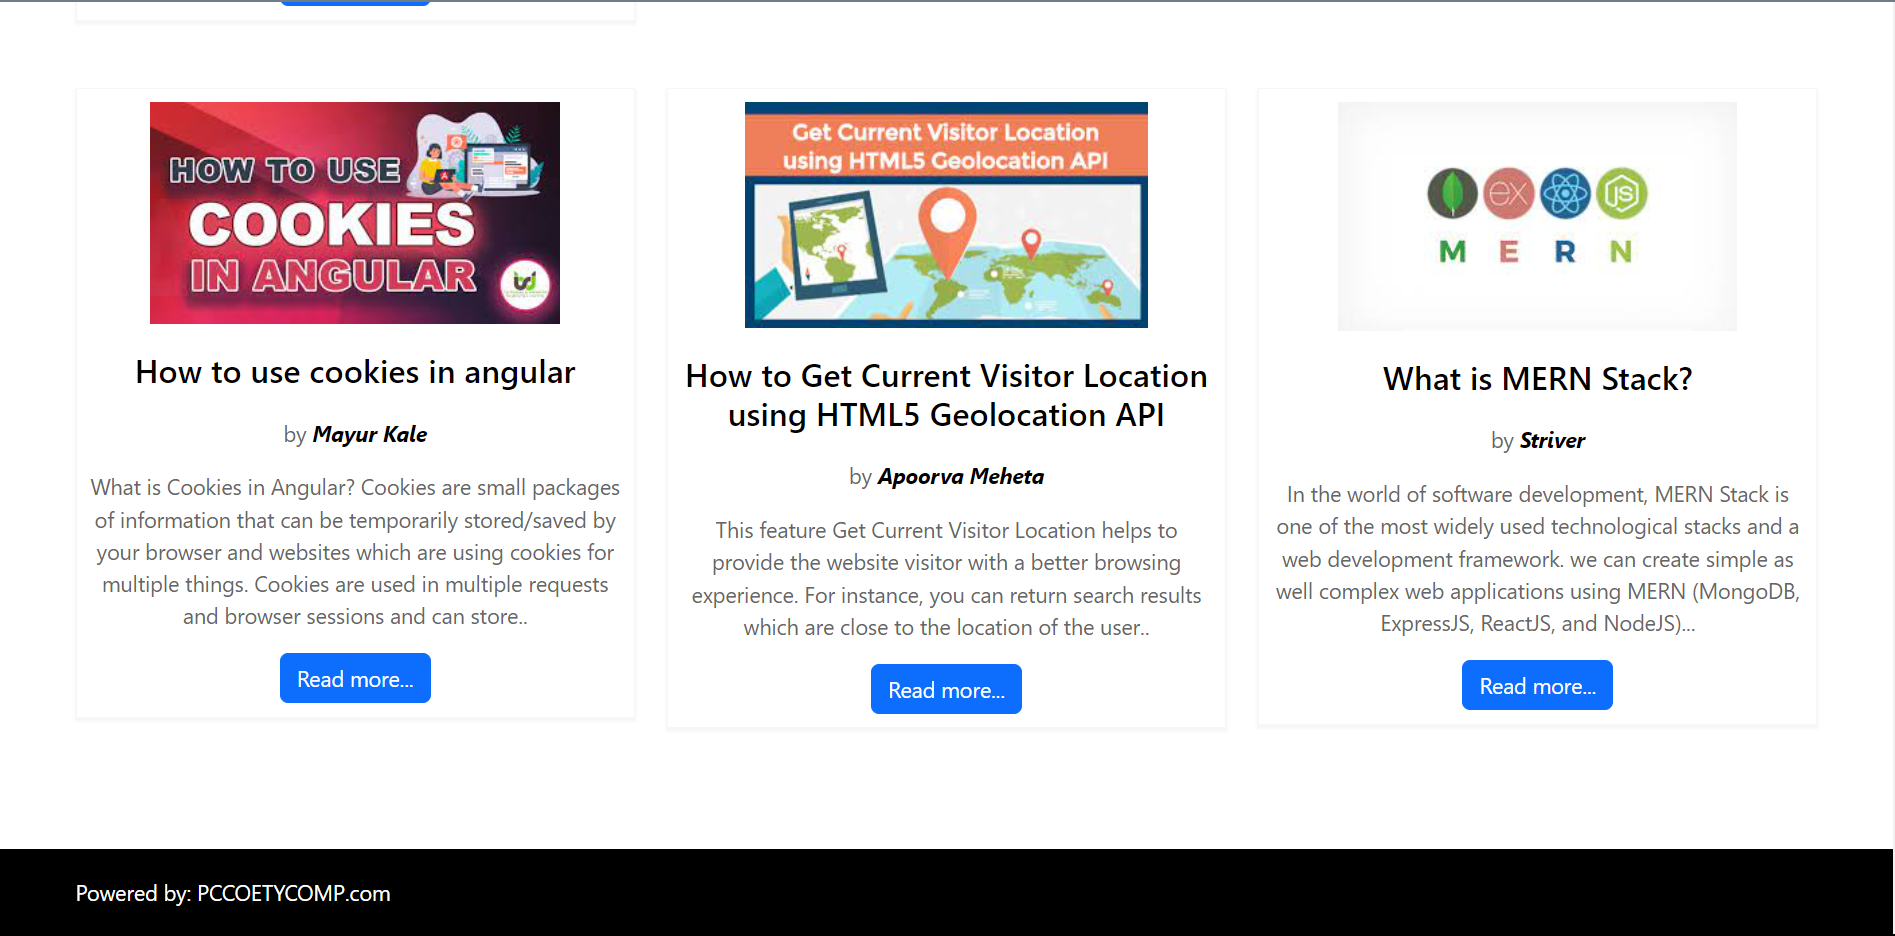 HOW TO USE
COOKIES
IN ANGULAR
How to use cookies in angular
by Mayur Kale
What is Cookies in Angular? Cookies are small packages
of information that can be temporarily stored/saved by
your browser and websites which are using cookies for
multiple things. Cookies are used in multiple requests
and browser sessions and can store..
Read more...
Get Current Visitor Location
using HTML5 Geolocation API
How to Get Current Visitor Location
using HTML5 Geolocation API
by Apoorva Meheta
This feature Get Current Visitor Location helps to
provide the website visitor with a better browsing
experience. For instance, you can return search results
which are close to the location of the user..
Read more...
ex
JS
M E R N
What is MERN Stack?
by Striver
In the world of software development, MERN Stack is
one of the most widely used technological stacks and a
web development framework. we can create simple as
well complex web applications using MERN (MongoDB,
ExpressJS, ReactJS, and NodeJS)...
Read more...
Powered by: PCCOETYCOMP.com